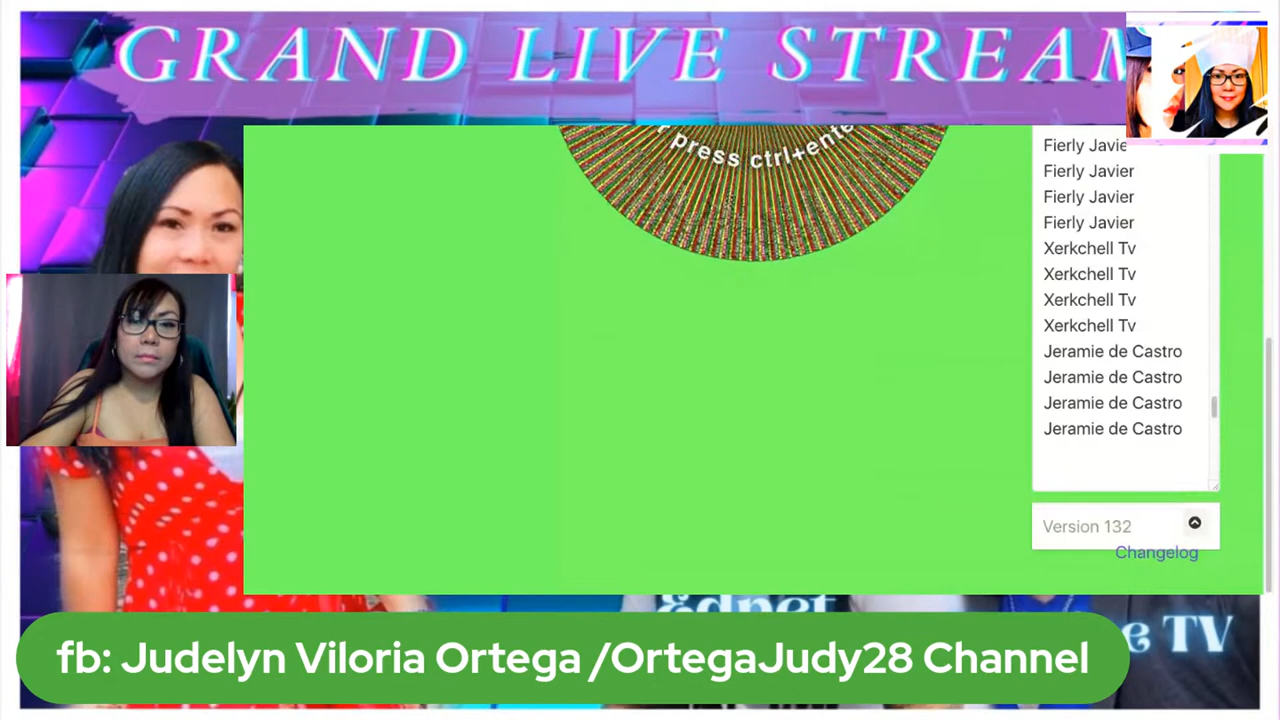 GRAND LIVE STREAM
press ctrl+ente
Fierly Javie
Fierly Javier
Fierly Javier
Fierly Javier
Xerkchell Tv
Xerkchell Tv
Xerkchell Tv
Xerkchell Tv
Jeramie de Castro
Jeramie de Castro
Jeramie de Castro
Jeramie de Castro
Version 132
Changelog
Ednet
e TV
fb: Judelyn Viloria Ortega /OrtegaJudy28 Channel